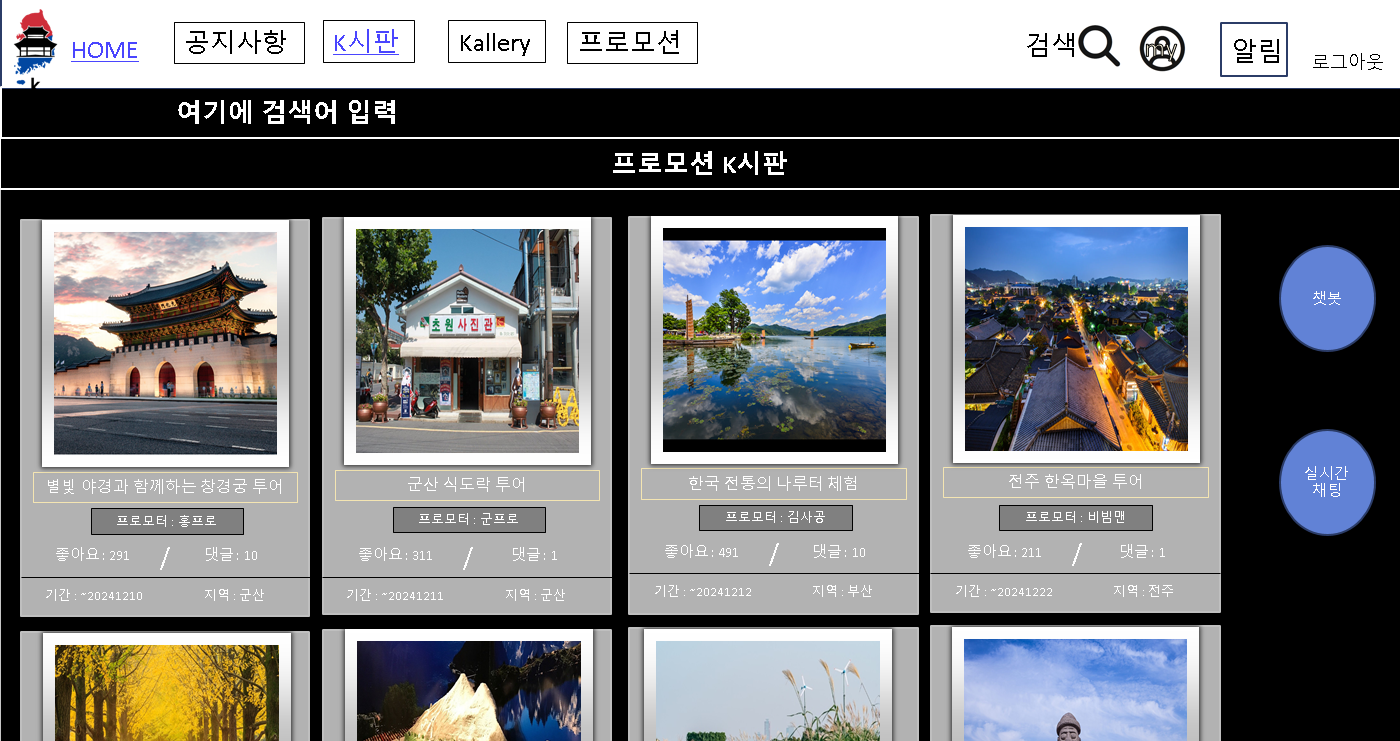 HOME
공지사항
K시판
Kallery
프로모션
검색
my
알림
로그아웃
k
여기에 검색어 입력
프로모션 K시판
초원사진관
별빛 야경과 함께하는 창경궁 투어
군산 식도락 투어
한국 전통의 나루터 체험
전주 한옥마을 투어
프로모터 : 홍프로
프로모터 : 군프로
프로모터 : 김사공
프로모터 : 비빔맨
좋아요 : 291 / 댓글 : 10
좋아요 : 311 / 댓글 : 1
좋아요 : 491 / 댓글 : 10
좋아요 : 211 / 댓글 : 1
기간 : ~20241210 지역 : 군산
기간 : ~20241211 지역 : 군산
기간 : ~20241212 지역 : 부산
기간 : ~20241222 지역 : 전주
챗봇
실시간
채팅